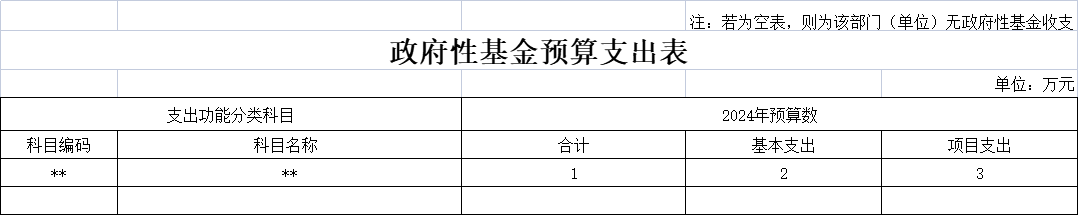 注：若为空表，则为该部门（单位）无政府性基金收支
政府性基金预算支出表
单位：万元
支出功能分类科目 2024年预算数
科目编码 科目名称 合计 基本支出 项目支出
** ** 1 2 3